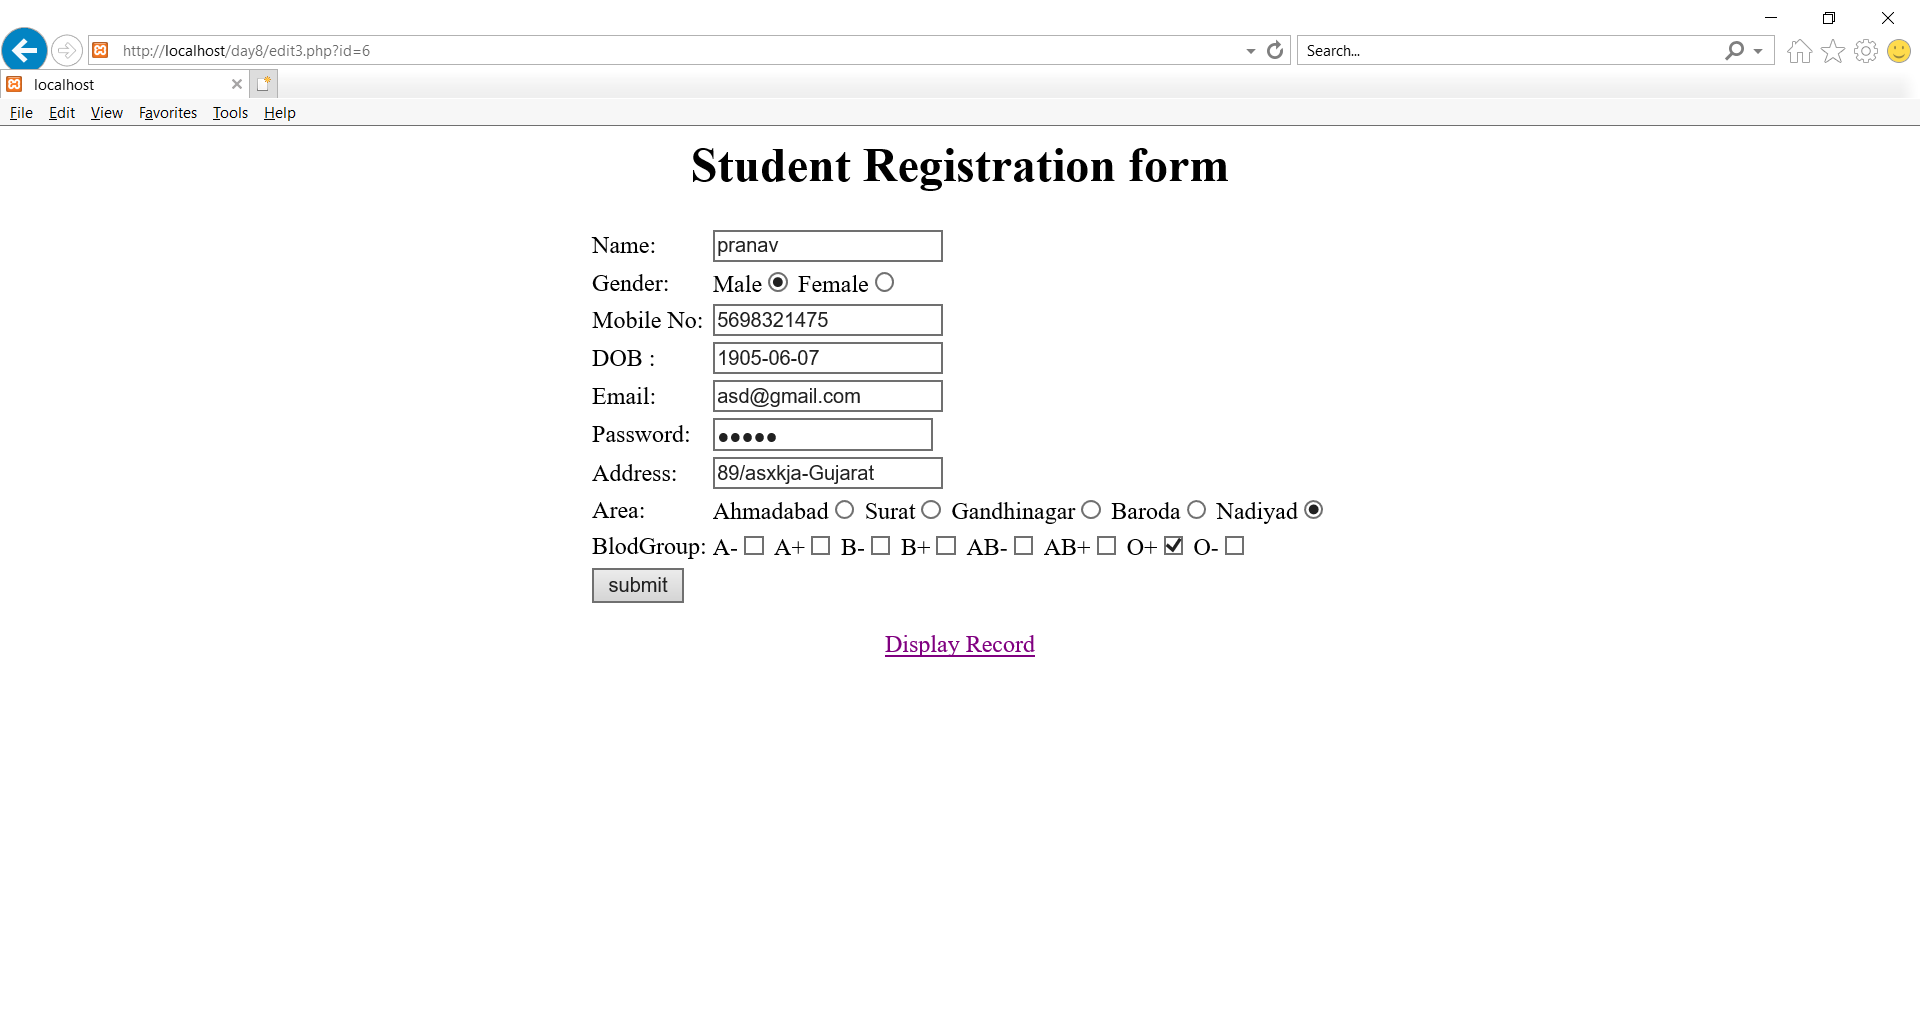 http://localhost/day8/edit3.php?id=6
Search...
localhost
File Edit View Favorites Tools Help
Student Registration form
Name: pranav
Gender: Male Female
Mobile No: 5698321475
DOB : 1905-06-07
Email: asd@gmail.com
Password: ●●●●●
Address: 89/asxkja-Gujarat
Area: Ahmadabad Surat Gandhinagar Baroda Nadiyad
BlodGroup: A- A+ B- B+ AB- AB+ O+ O-
submit
Display Record